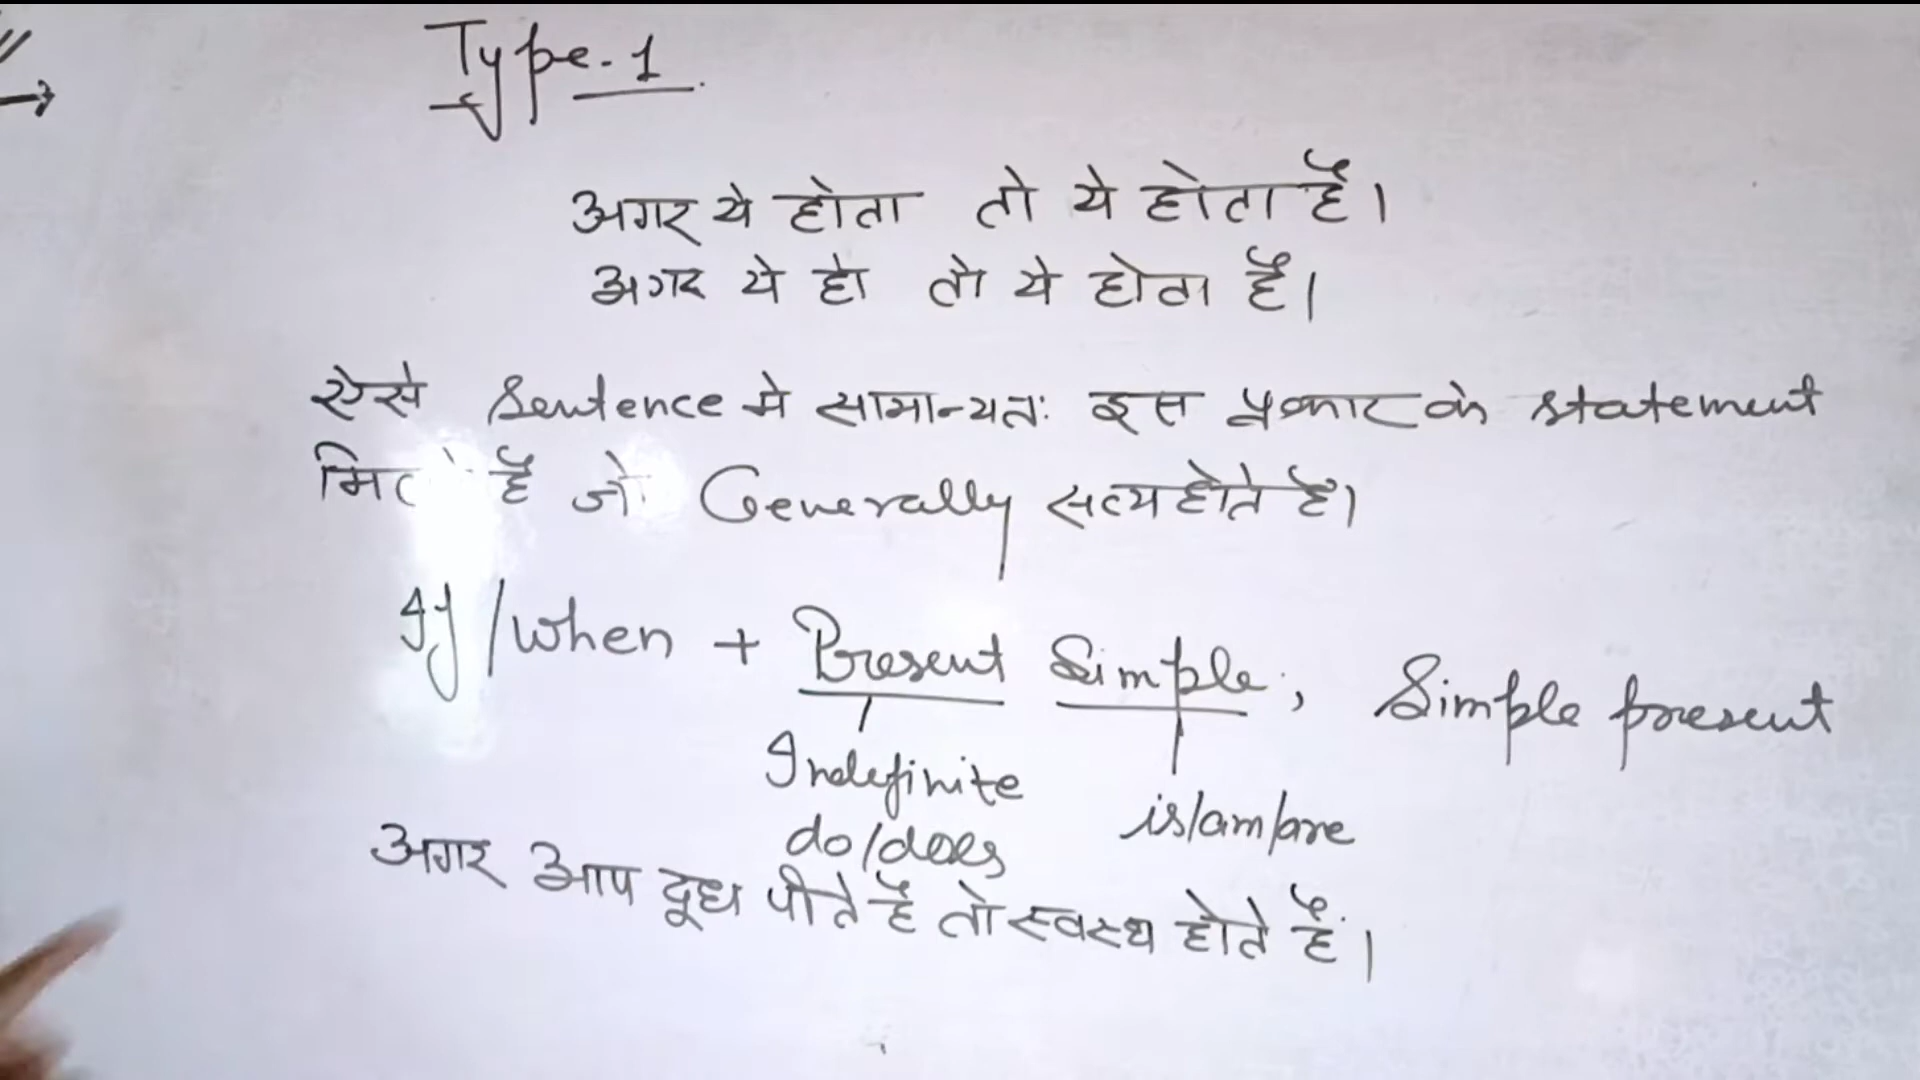 Type-1
अगर ये होता तो ये होता है।
अगर ये हो तो ये होता है।
ऐसे Sentence मे सामान्यतः इस प्रकार के statement
है जो Generally सत्य होते है।
If/when + Present Simple, Simple present
Indefinite
do/does
is/am/are
अगर आप दूध पीते है तो स्वस्थ होते हैं।